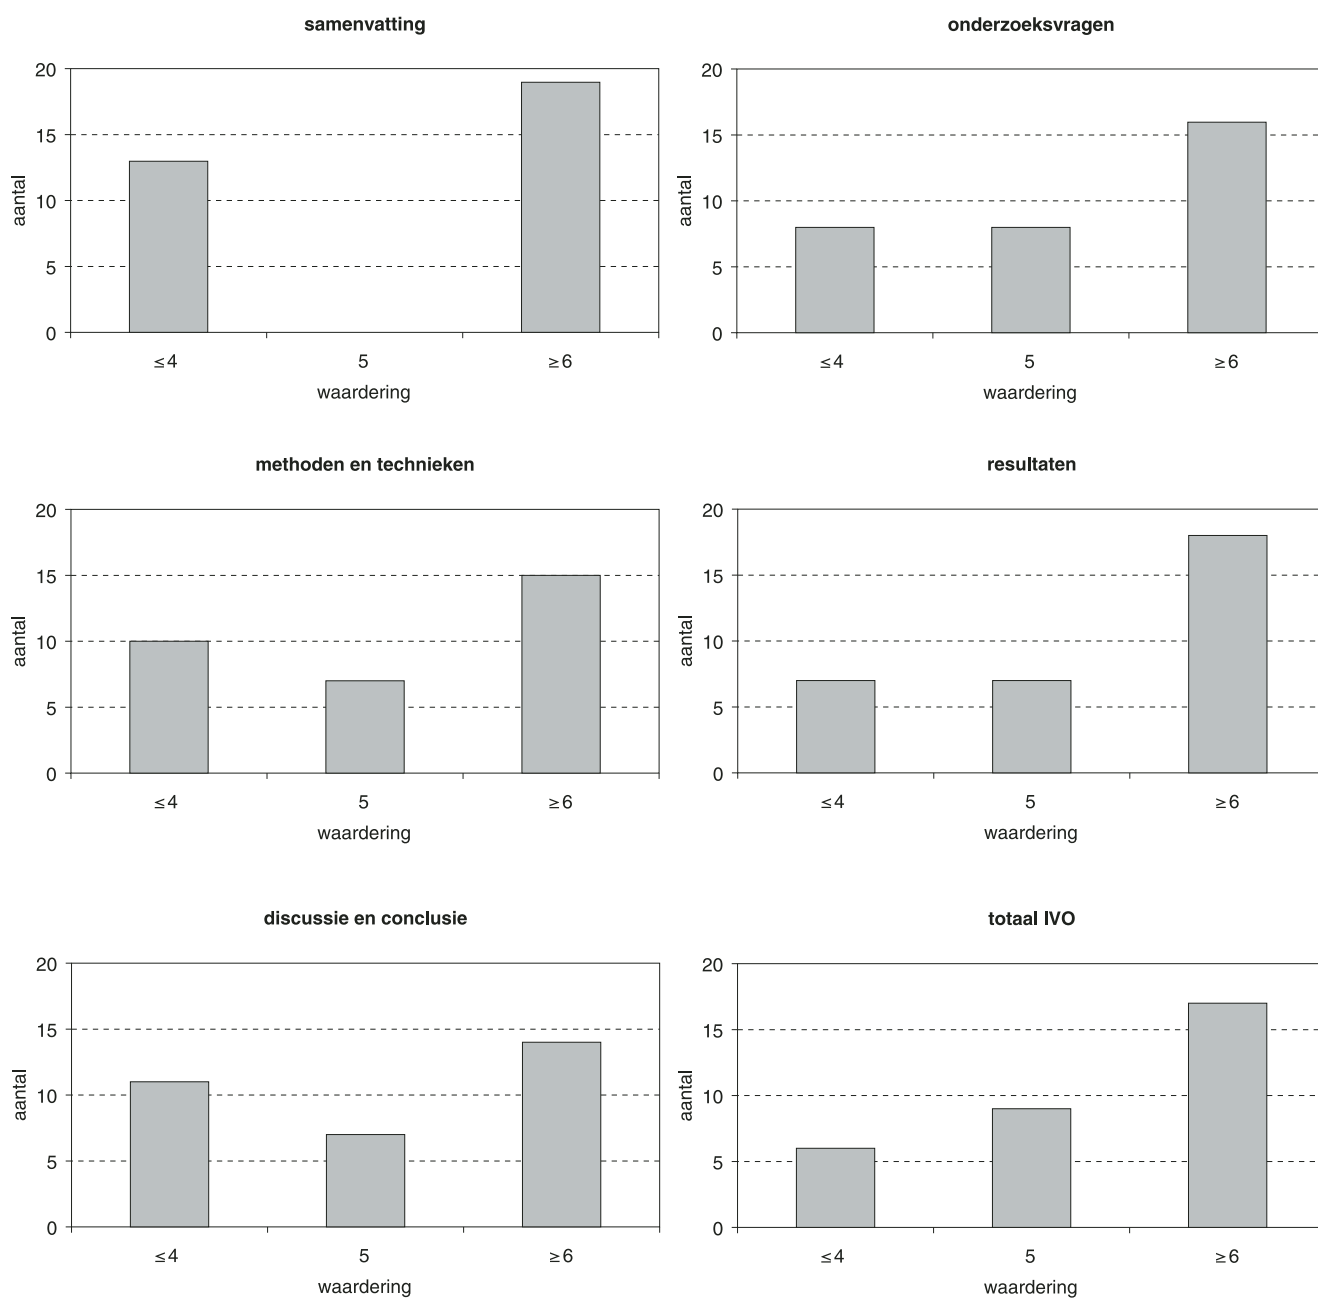 samenvatting
20
15
10
5
0
aantal
≤4 5 ≥6
waardering
onderzoeksvragen
20
15
10
5
0
aantal
≤4 5 ≥6
waardering
methoden en technieken
20
15
10
5
0
aantal
≤4 5 ≥6
waardering
resultaten
20
15
10
5
0
aantal
≤4 5 ≥6
waardering
discussie en conclusie
20
15
10
5
0
aantal
≤4 5 ≥6
waardering
totaal IVO
20
15
10
5
0
aantal
≤4 5 ≥6
waardering